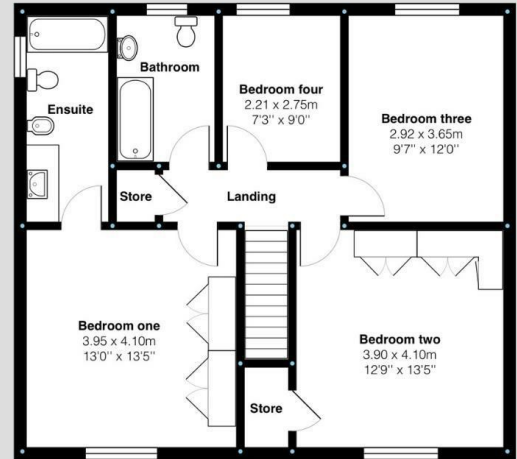 Bathroom
Ensuite
Bedroom four
2.21 x 2.75m
7'3'' x 9'0''
Bedroom three
2.92 x 3.65m
9'7'' x 12'0''
Store
Landing
Bedroom one
3.95 x 4.10m
13'0'' x 13'5''
Bedroom two
3.90 x 4.10m
12'9'' x 13'5''
Store